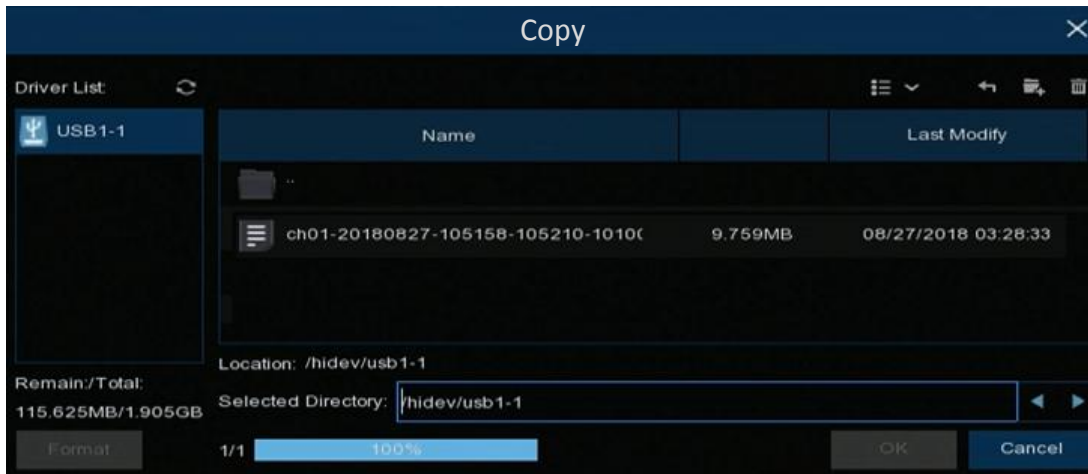 Copy
Driver List:
USB1-1
Name
Last Modify
..
ch01-20180827-105158-105210-1010(
9.759MB
08/27/2018 03:28:33
Location: /hidev/usb1-1
Remain:/Total:
115.625MB/1.905GB
Selected Directory: /hidev/usb1-1
Format
1/1
100%
OK
Cancel